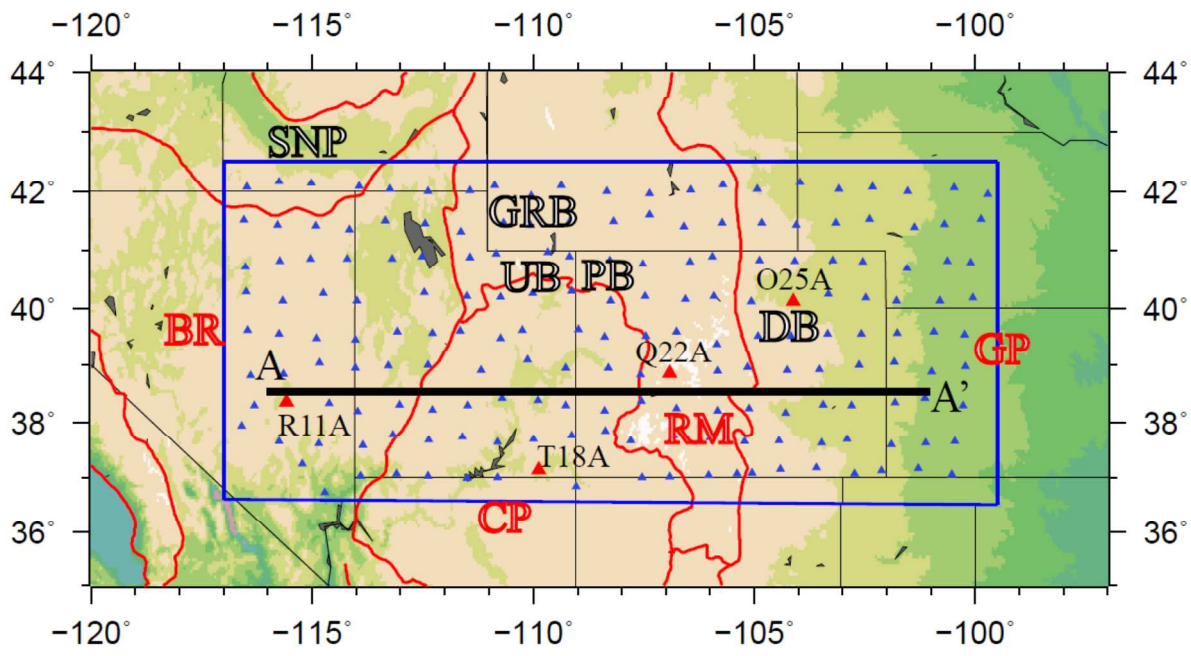 −120° −115° −110° −105° −100°
44° 44°
SNP
42° 42°
GRB
UB PB
O25A
40° 40°
BR DB GP
Q22A
A
A’
38° 38°
R11A RM
T18A
CP
36° 36°
−120° −115° −110° −105° −100°